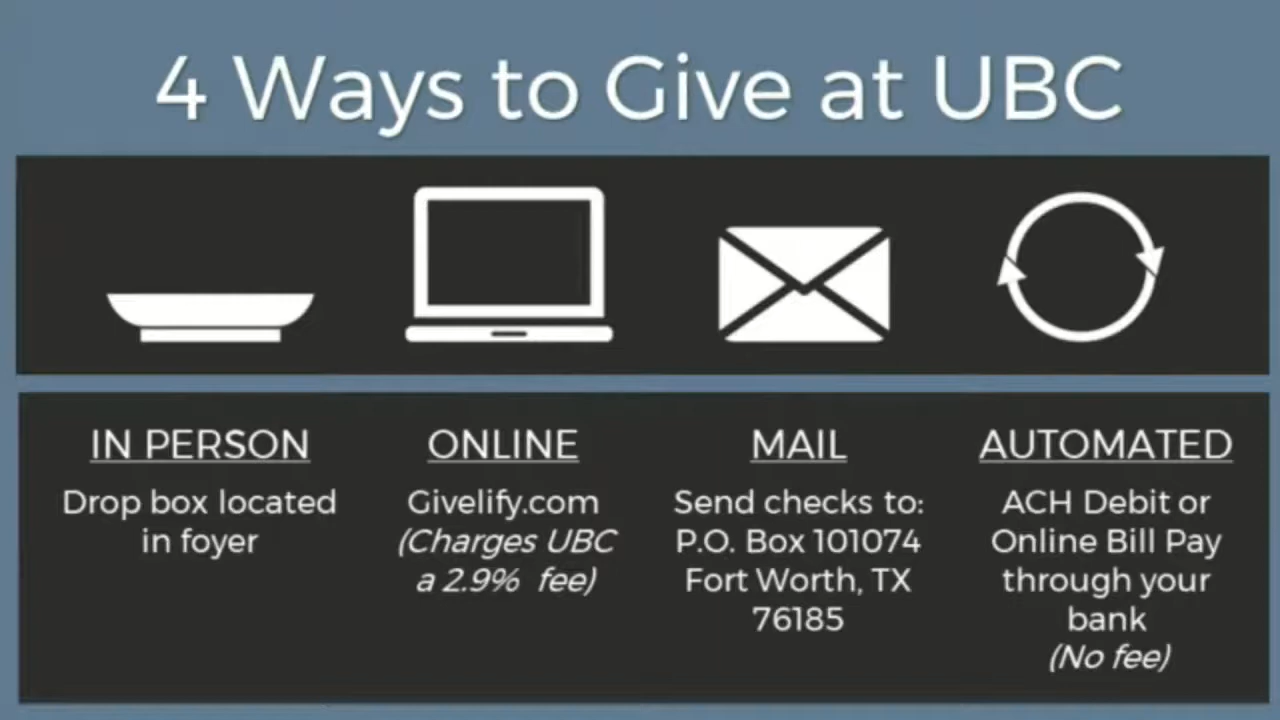 4 Ways to Give at UBC
IN PERSON
Drop box located
in foyer
ONLINE
Givelify.com
(Charges UBC
a 2.9% fee)
MAIL
Send checks to:
P.O. Box 101074
Fort Worth, TX
76185
AUTOMATED
ACH Debit or
Online Bill Pay
through your
bank
(No fee)